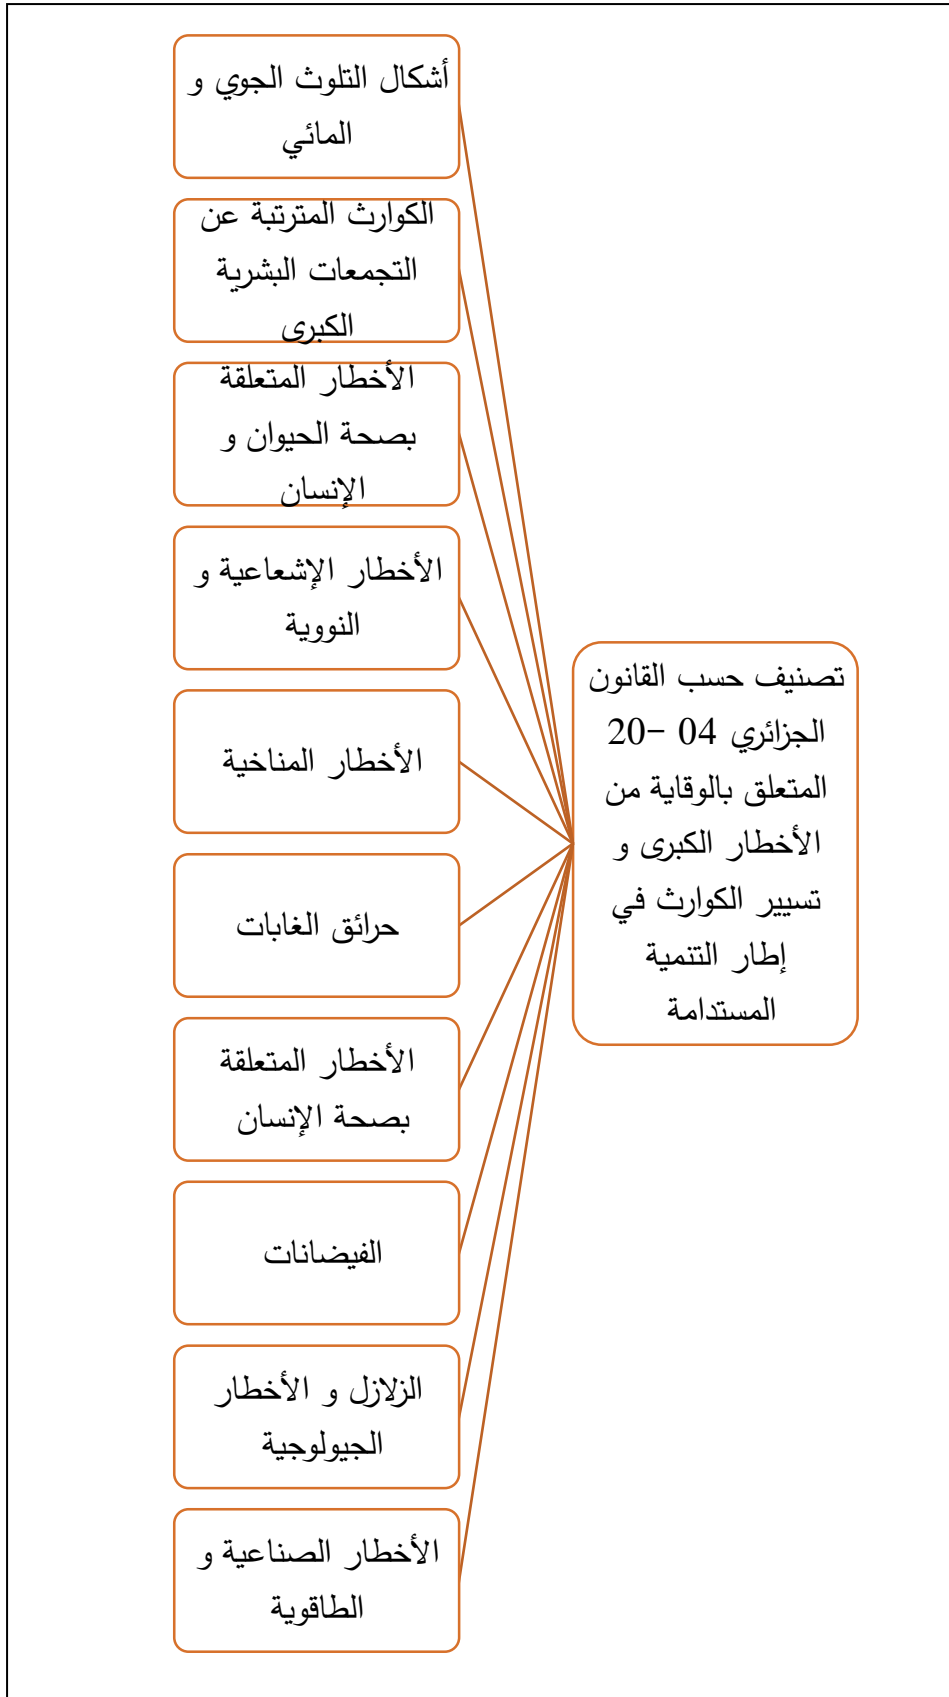 تصنيف حسب القانون
الجزائري 04 -20
المتعلق بالوقاية من
الأخطار الكبرى و
تسيير الكوارث في
إطار التنمية
المستدامة
أشكال التلوث الجوي و
المائي
الكوارث المترتبة عن
التجمعات البشرية
الكبرى
الأخطار المتعلقة
بصحة الحيوان و
الإنسان
الأخطار الإشعاعية و
النووية
الأخطار المناخية
حرائق الغابات
الأخطار المتعلقة
بصحة الإنسان
الفيضانات
الزلازل و الأخطار
الجيولوجية
الأخطار الصناعية و
الطاقوية